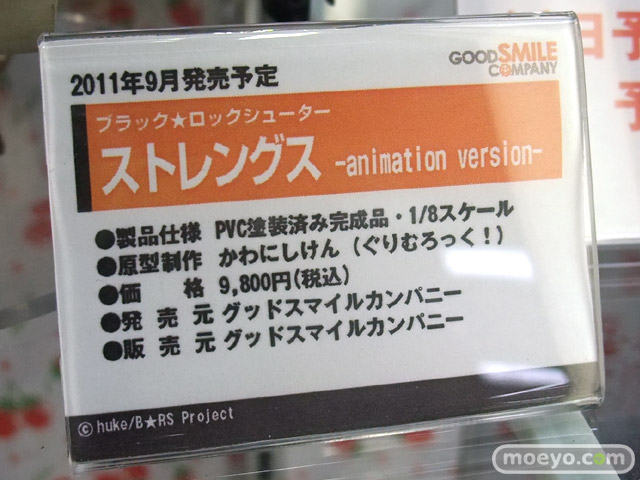 2011年9月発売予定
GOOD SMILE
COMPANY
ブラック★ロックシューター
ストレングス -animation version-
●製品仕様 PVC塗装済み完成品・1/8スケール
●原型制作 かわにしけん（ぐりむろっく！）
●価　　格 9,800円(税込)
●発 売 元 グッドスマイルカンパニー
●販 売 元 グッドスマイルカンパニー
© huke/B★RS Project
moeyo.com